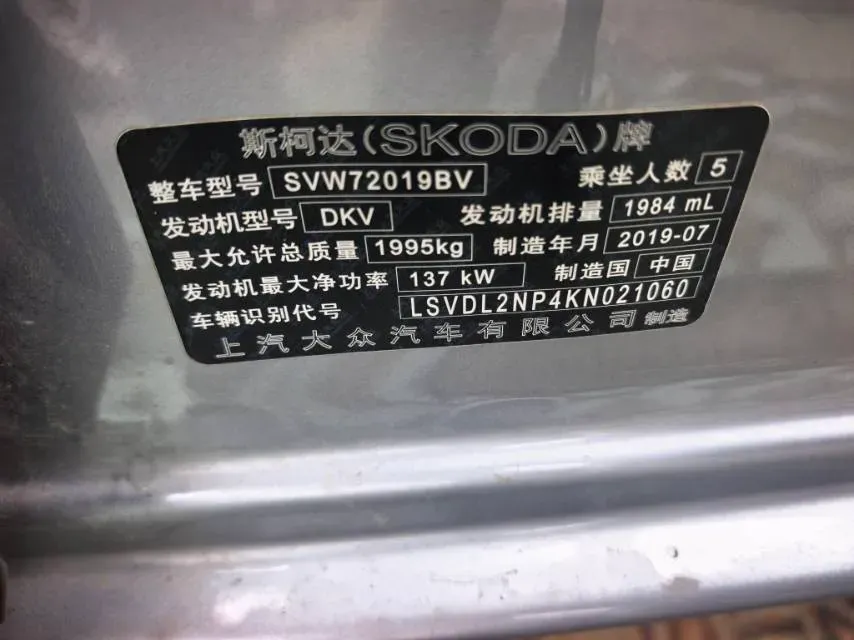 斯柯达(SKODA)牌
整车型号 SVW72019BV 乘坐人数 5
发动机型号 DKV 发动机排量 1984 mL
最大允许总质量 1995kg 制造年月 2019-07
发动机最大净功率 137 kW 制造国 中国
车辆识别代号 LSVDL2NP4KN021060
上汽大众汽车有限公司 制造